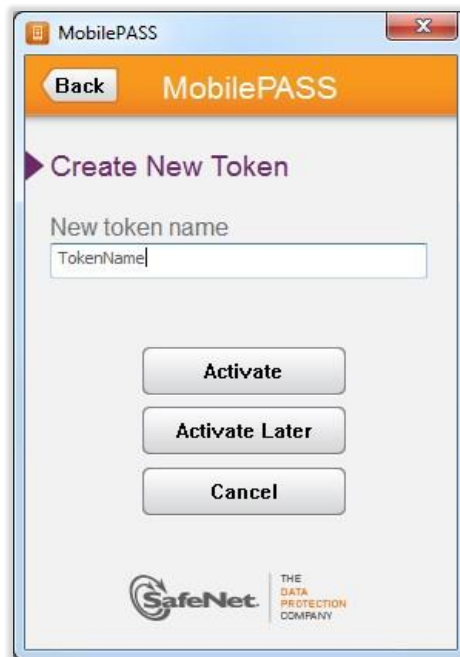 MobilePASS
Back
MobilePASS
Create New Token
New token name
TokenName
Activate
Activate Later
Cancel
SafeNet.
THE
DATA
PROTECTION
COMPANY